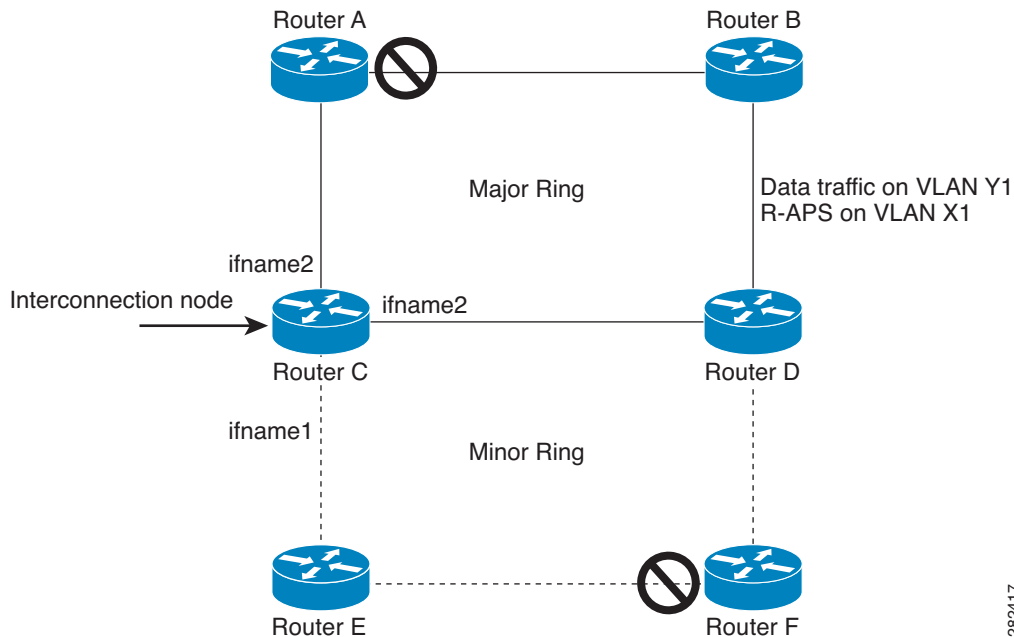 Router A
Router B
Major Ring
Data traffic on VLAN Y1
R-APS on VLAN X1
ifname2
Interconnection node
ifname2
Router C
Router D
ifname1
Minor Ring
Router E
Router F
282417